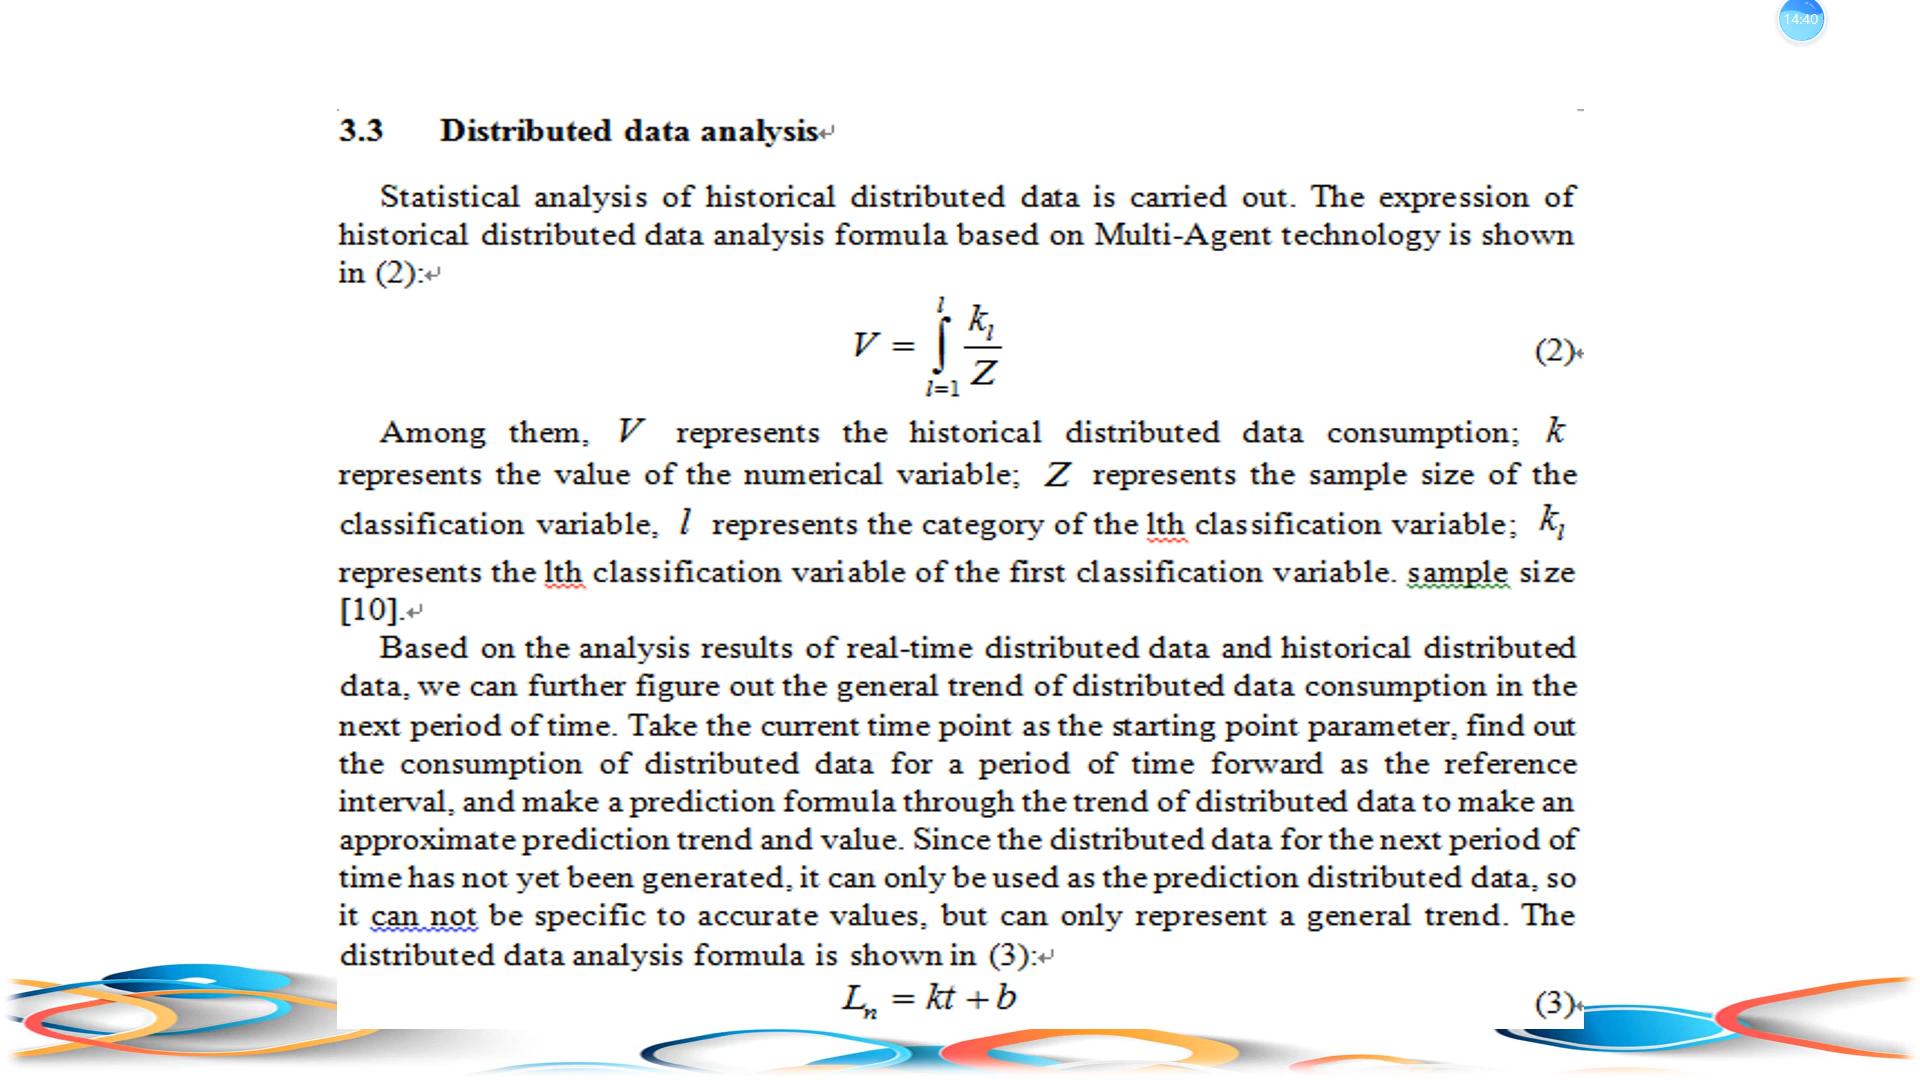 14:40
3.3 Distributed data analysis↵
Statistical analysis of historical distributed data is carried out. The expression of
historical distributed data analysis formula based on Multi-Agent technology is shown
in (2):↵
V = ∫_{l=1}^{l} k_l / Z (2)↵
Among them, V represents the historical distributed data consumption; k
represents the value of the numerical variable; Z represents the sample size of the
classification variable, l represents the category of the lth classification variable; k_l
represents the lth classification variable of the first classification variable. sample size
[10].↵
Based on the analysis results of real-time distributed data and historical distributed
data, we can further figure out the general trend of distributed data consumption in the
next period of time. Take the current time point as the starting point parameter, find out
the consumption of distributed data for a period of time forward as the reference
interval, and make a prediction formula through the trend of distributed data to make an
approximate prediction trend and value. Since the distributed data for the next period of
time has not yet been generated, it can only be used as the prediction distributed data, so
it can not be specific to accurate values, but can only represent a general trend. The
distributed data analysis formula is shown in (3):↵
L_n = kt + b (3)↵